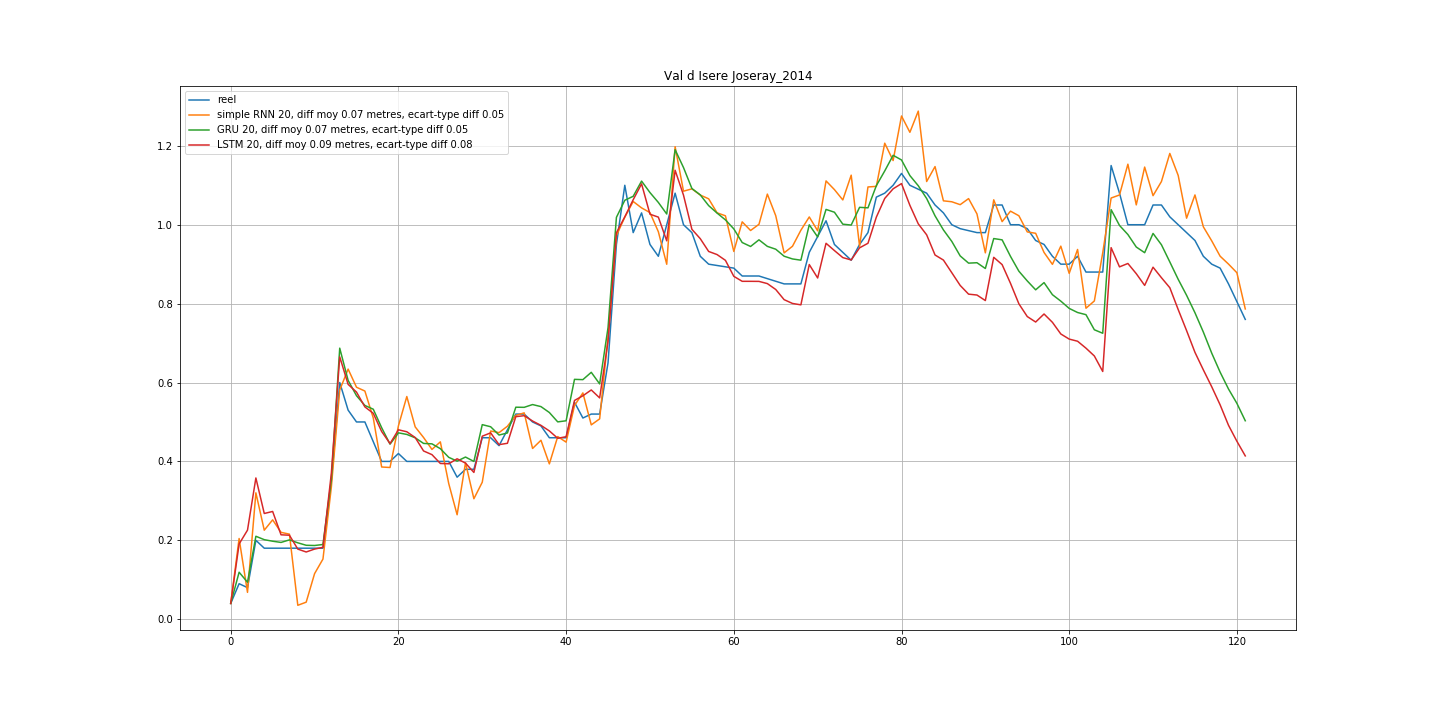 Val d Isere Joseray_2014
reel
simple RNN 20, diff moy 0.07 metres, ecart-type diff 0.05
GRU 20, diff moy 0.07 metres, ecart-type diff 0.05
LSTM 20, diff moy 0.09 metres, ecart-type diff 0.08
1.2
1.0
0.8
0.6
0.4
0.2
0.0
0 20 40 60 80 100 120